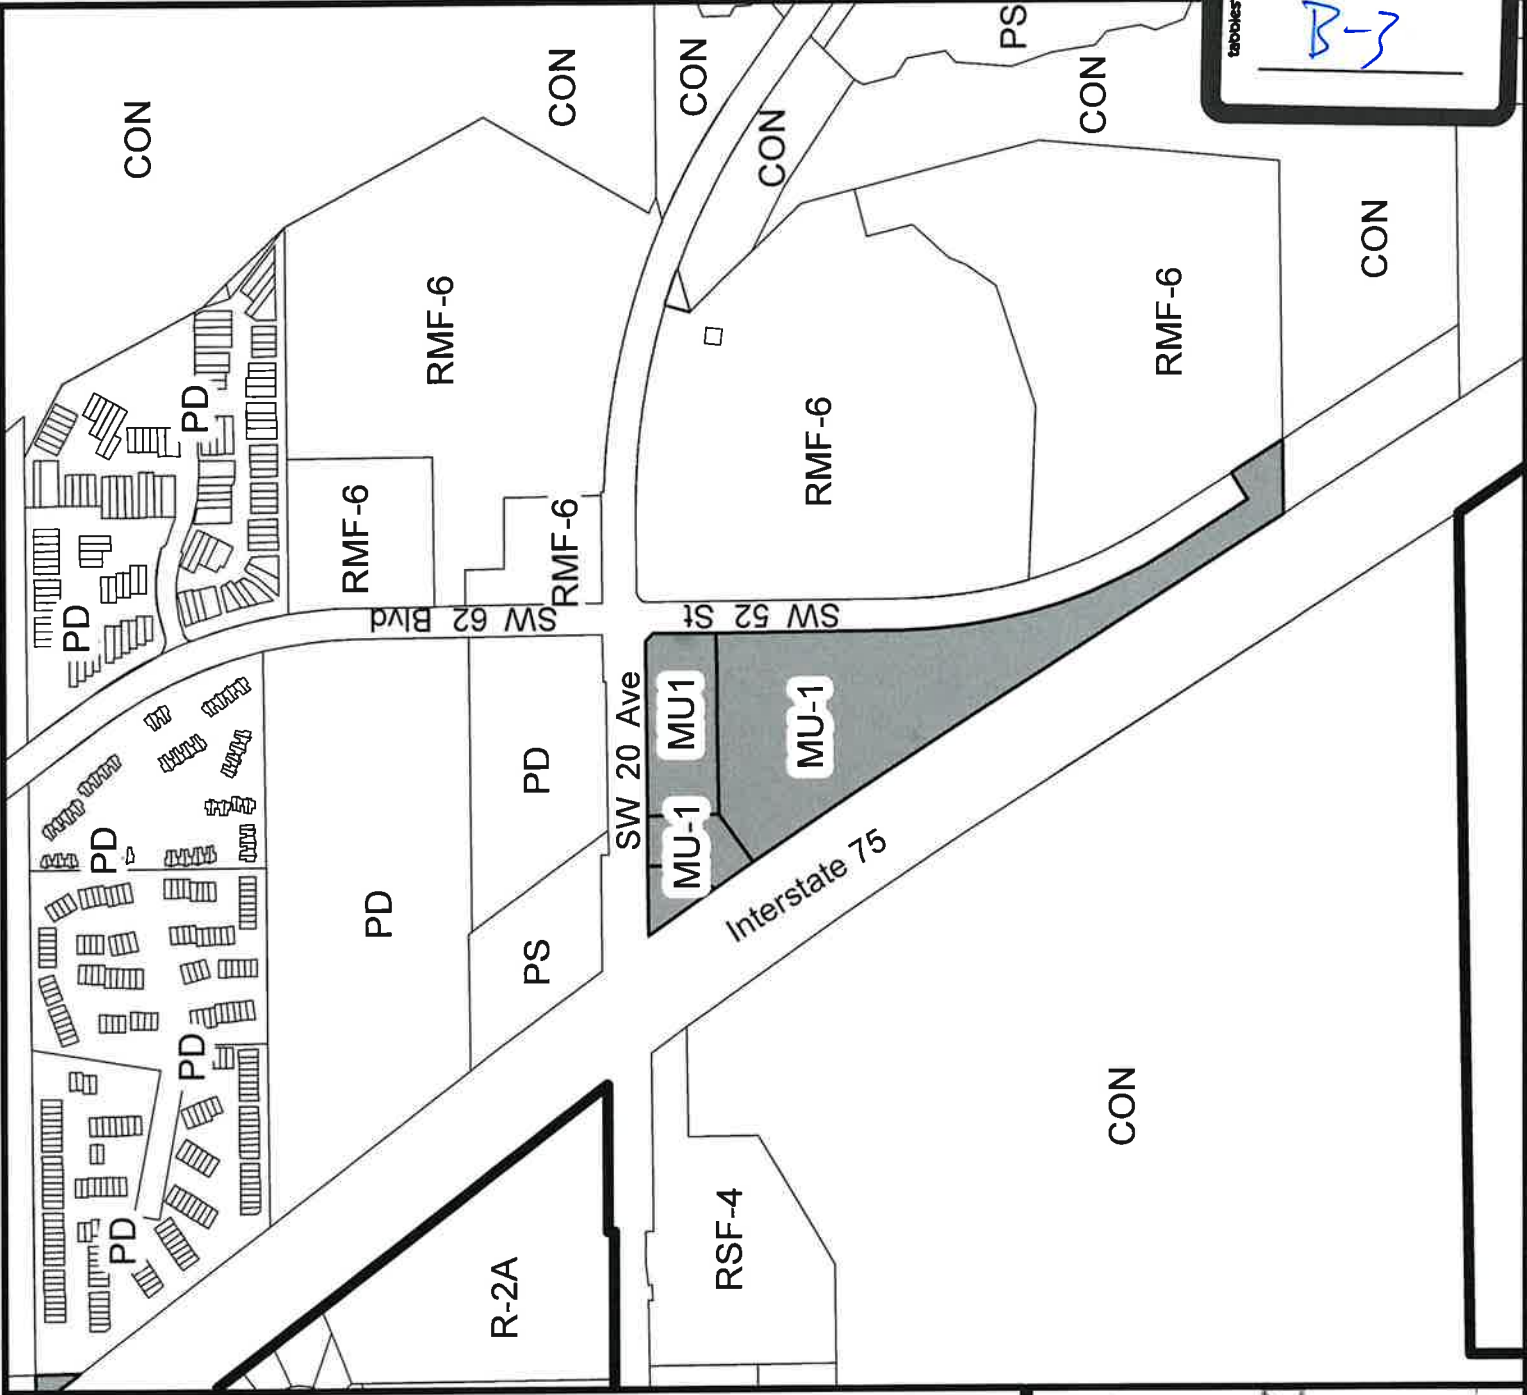 tabbies
B-3
PS
CON
CON
CON
CON
CON
CON
CON
RMF-6
RMF-6
RMF-6
RMF-6
RMF-6
PD
PD
SW 62 Blvd
SW 52 St
SW 20 Ave
MU1
MU-1
MU-1
PD
PD
PD
PS
Interstate 75
PD
PD
R-2A
RSF-4
CON